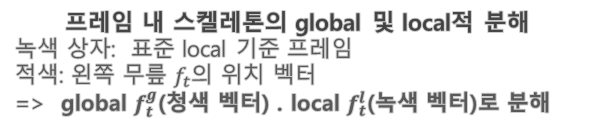 프레임 내 스켈레톤의 global 및 local적 분해
녹색 상자: 표준 local 기준 프레임
적색: 왼쪽 무릎 𝑓ₜ의 위치 벡터
=> global 𝑓ₜᵍ(청색 벡터) . local 𝑓ₜˡ(녹색 벡터)로 분해